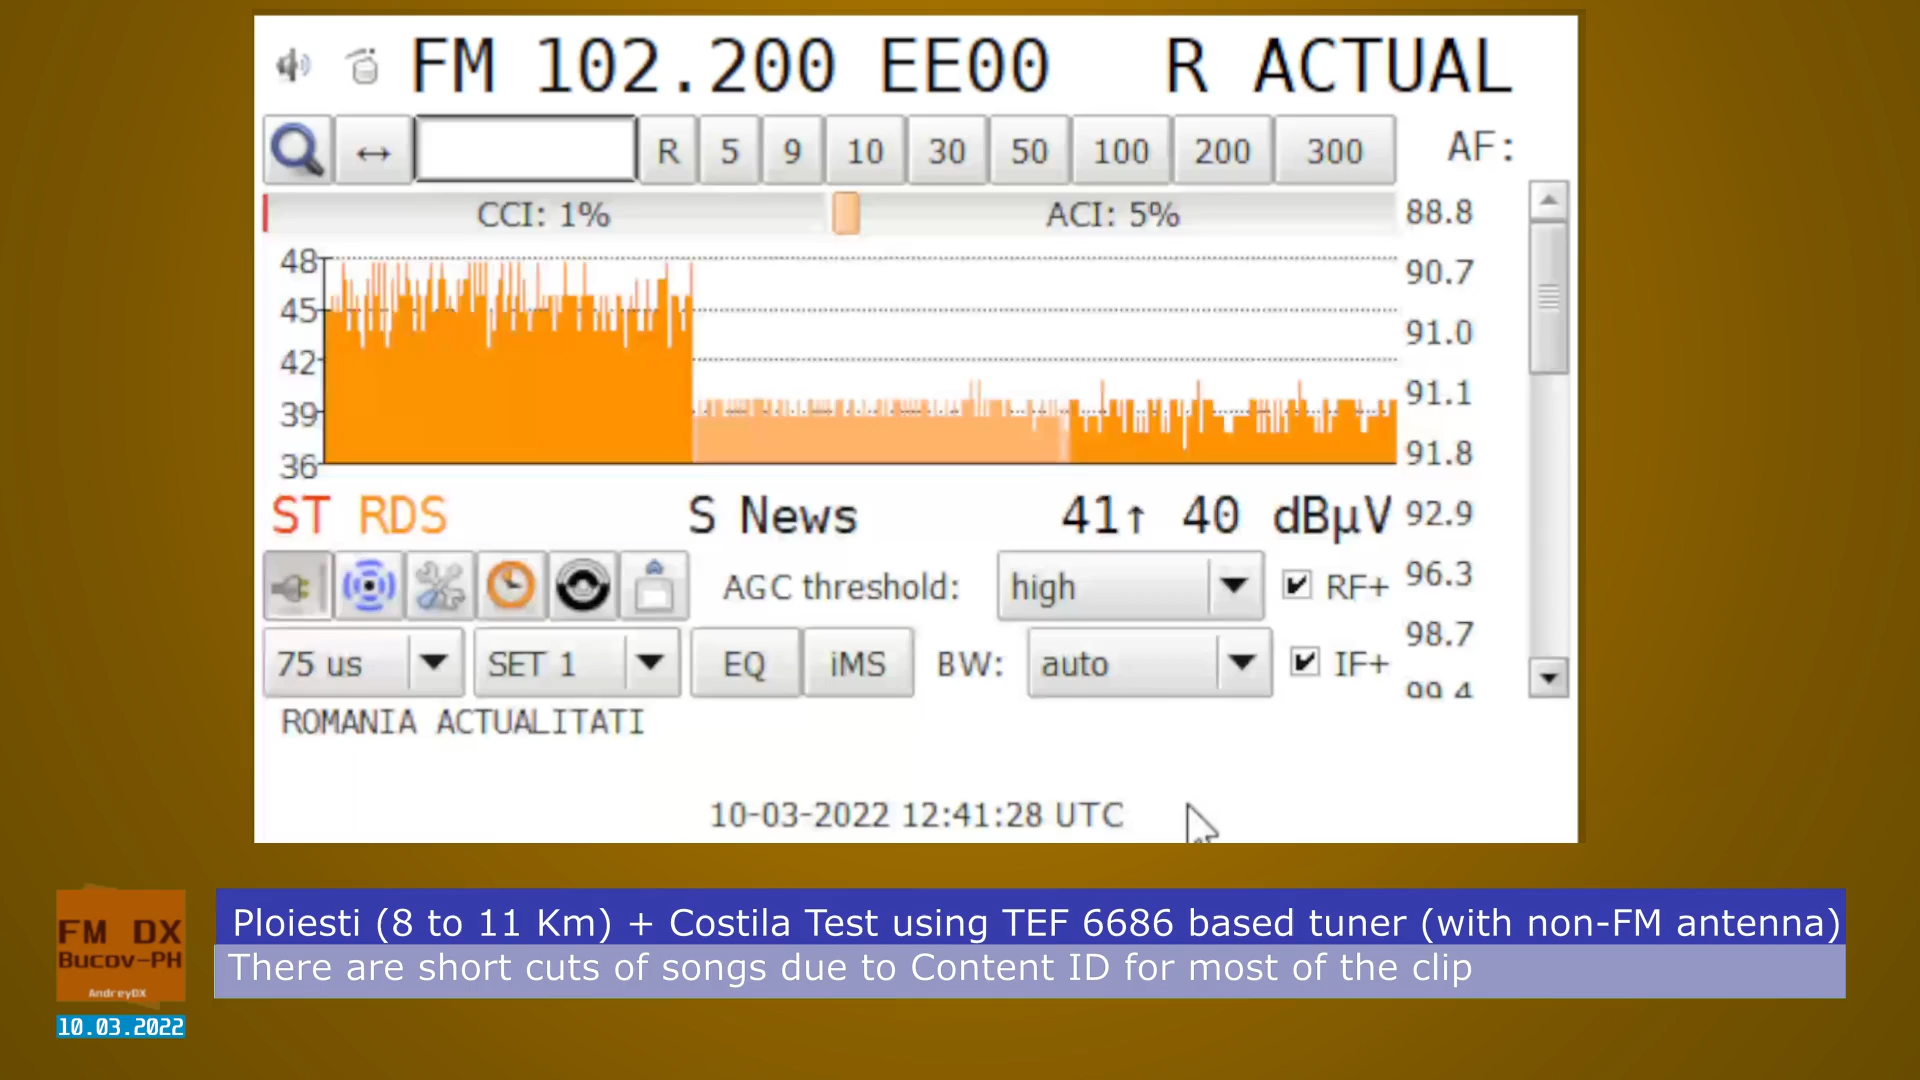 FM 102.200 EE00 R ACTUAL
R 5 9 10 30 50 100 200 300 AF:
CCI: 1% ACI: 5% 88.8
48 90.7
45 91.0
42 91.1
39 91.8
36
ST RDS S News 41↑ 40 dBµV 92.9
AGC threshold: high RF+ 96.3
75 us SET 1 EQ iMS BW: auto IF+ 98.7
99.4
ROMANIA ACTUALITATI
10-03-2022 12:41:28 UTC
FM DX
Bucov-PH
AndreyDX
10.03.2022
Ploiesti (8 to 11 Km) + Costila Test using TEF 6686 based tuner (with non-FM antenna)
There are short cuts of songs due to Content ID for most of the clip